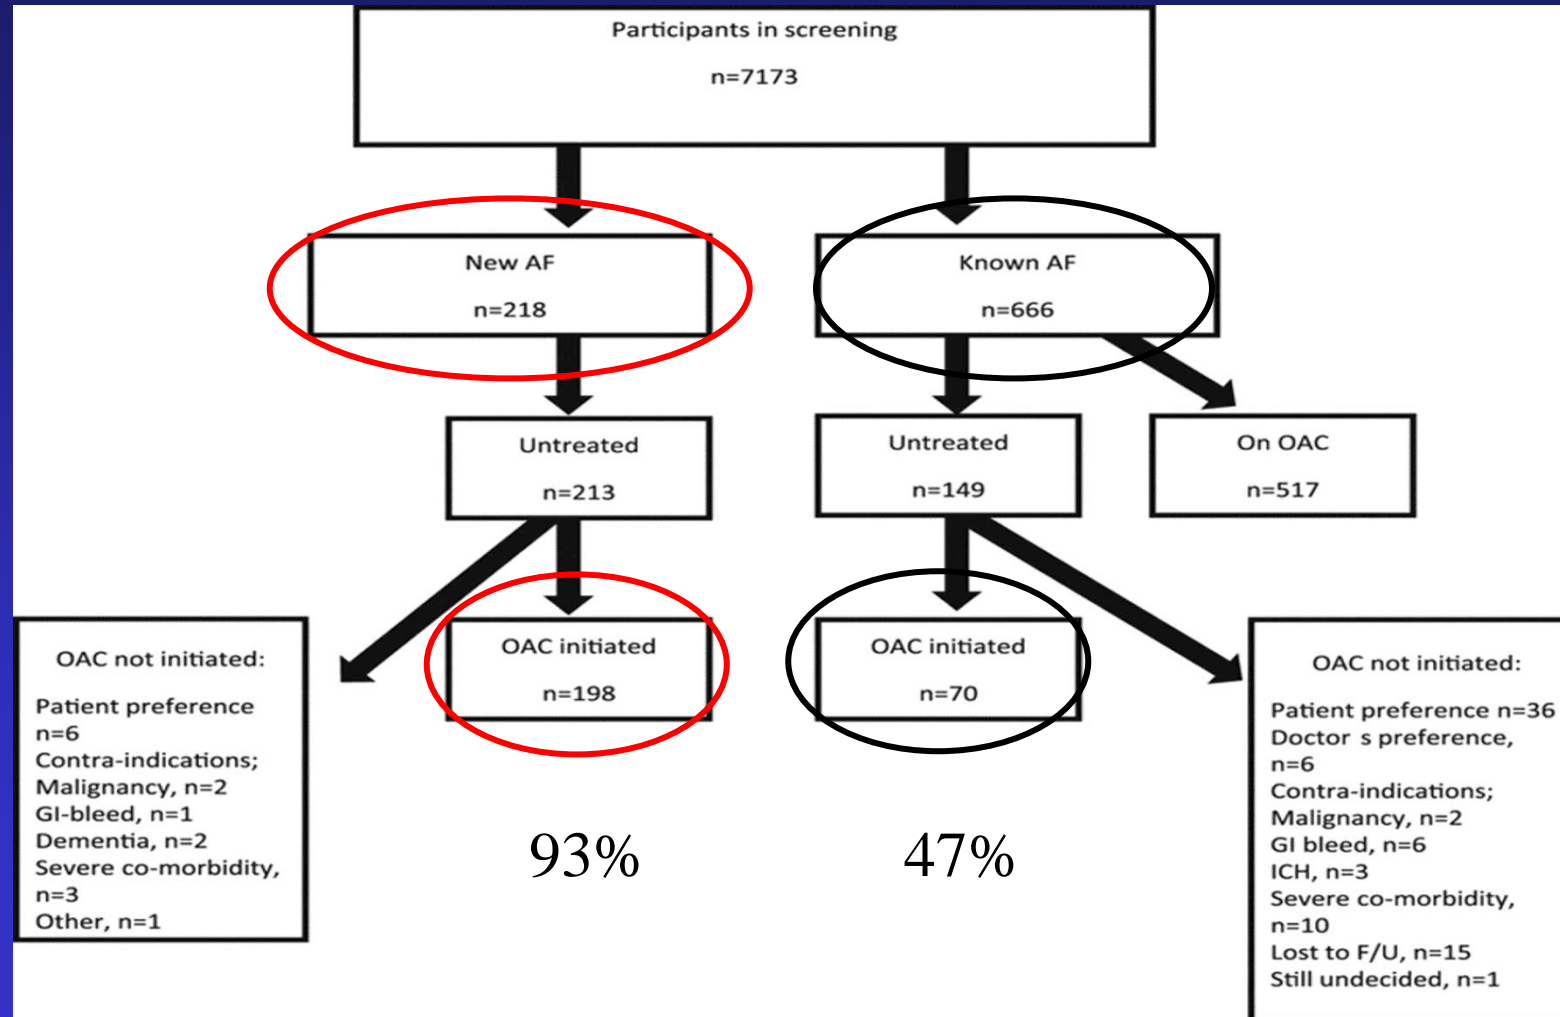 Participants in screening
n=7173
New AF
n=218
Known AF
n=666
Untreated
n=213
Untreated
n=149
On OAC
n=517
OAC not initiated:
Patient preference
n=6
Contra-indications;
Malignancy, n=2
GI-bleed, n=1
Dementia, n=2
Severe co-morbidity,
n=3
Other, n=1
OAC initiated
n=198
OAC initiated
n=70
OAC not initiated:
Patient preference n=36
Doctor s preference,
n=6
Contra-indications;
Malignancy, n=2
GI bleed, n=6
ICH, n=3
Severe co-morbidity,
n=10
Lost to F/U, n=15
Still undecided, n=1
93%
47%